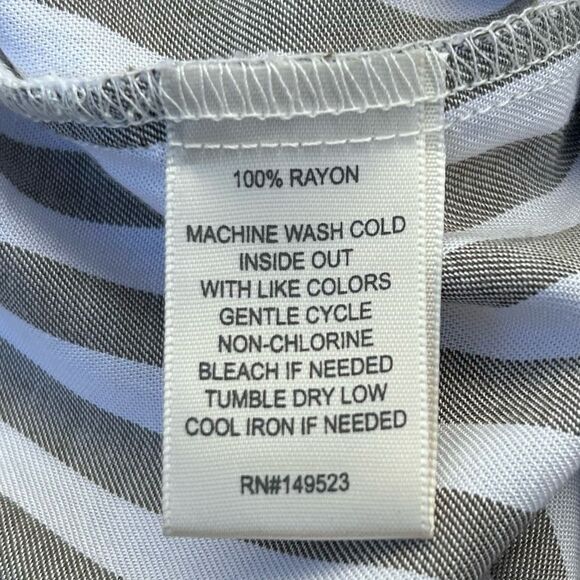 100% RAYON
MACHINE WASH COLD
INSIDE OUT
WITH LIKE COLORS
GENTLE CYCLE
NON-CHLORINE
BLEACH IF NEEDED
TUMBLE DRY LOW
COOL IRON IF NEEDED
RN#149523